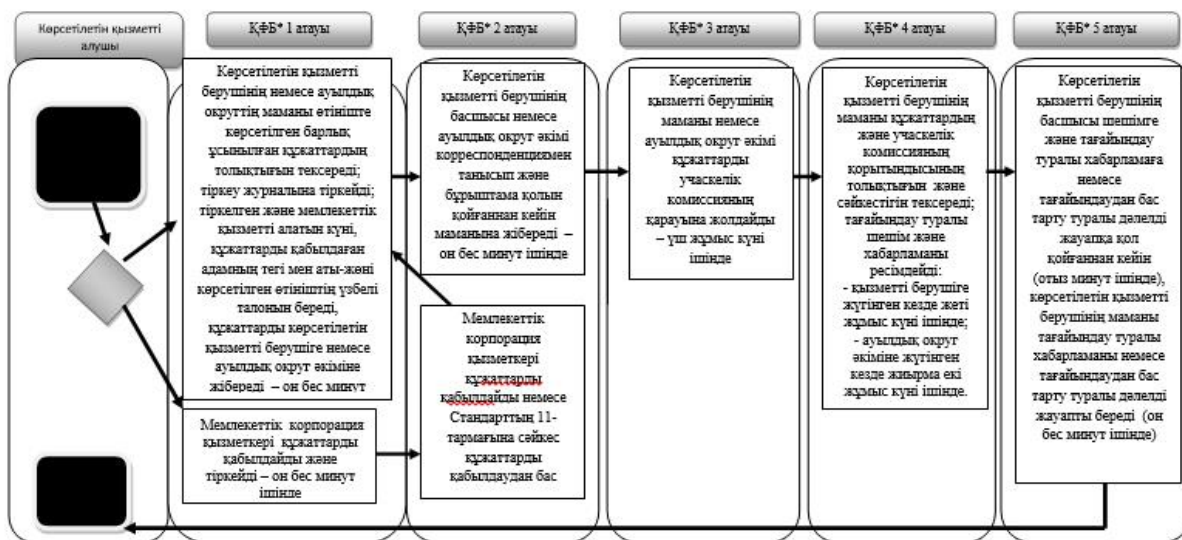 Көрсетілетін қызметті
алушы
ҚФБ* 1 атауы
ҚФБ* 2 атауы
ҚФБ* 3 атауы
ҚФБ* 4 атауы
ҚФБ* 5 атауы
Көрсетілетін қызметті
берушінің немесе ауылдық
округтің маманы өтініште
көрсетілген барлық
ұсынылған құжаттардың
толықтығын тексереді;
тіркеу журналына тіркейді;
тіркелген және мемлекеттік
қызметті алатын күні,
құжаттарды қабылдаған
адамның тегі мен аты-жөні
көрсетілген өтініштің үзбелі
талонын береді,
құжаттарды көрсетілетін
қызметті берушіге немесе
ауылдық округ әкіміне
жібереді – он бес минут
Мемлекеттік корпорация
қызметкері құжаттарды
қабылдайды және
тіркейді – он бес минут
ішінде
Көрсетілетін
қызметті берушінің
басшысы немесе
ауылдық округ әкімі
корреспонденциямен
танысып және
бұрыштама қолын
қойғаннан кейін
маманына жібереді –
он бес минут ішінде
Мемлекеттік
корпорация
қызметкері
құжаттарды
қабылдайды немесе
Стандарттың 11-
тармағына сәйкес
құжаттарды
қабылдаудан бас
Көрсетілетін
қызметті берушінің
маманы немесе
ауылдық округ әкімі
құжаттарды
учаскелік
комиссияның
қарауына жолдайды
– үш жұмыс күні
ішінде
Көрсетілетін
қызметті берушінің
маманы құжаттардың
және учаскелік
комиссияның
қорытындысының
толықтығын және
сәйкестігін тексереді;
тағайындау туралы
шешім және
хабарламаны
ресімдейді:
- қызметті берушіге
жүгінген кезде жеті
жұмыс күні ішінде;
- ауылдық округ
әкіміне жүгінген
кезде жиырма екі
жұмыс күні ішінде.
Көрсетілетін
қызметті берушінің
басшысы шешімге
және тағайындау
туралы хабарламаға
немесе
тағайындаудан бас
тарту туралы дәлелді
жауапқа қол
қойғаннан кейін
(отыз минут ішінде),
көрсетілетін қызметті
берушінің маманы
тағайындау туралы
хабарламаны немесе
тағайындаудан бас
тарту туралы дәлелді
жауапты береді (он
бес минут ішінде)